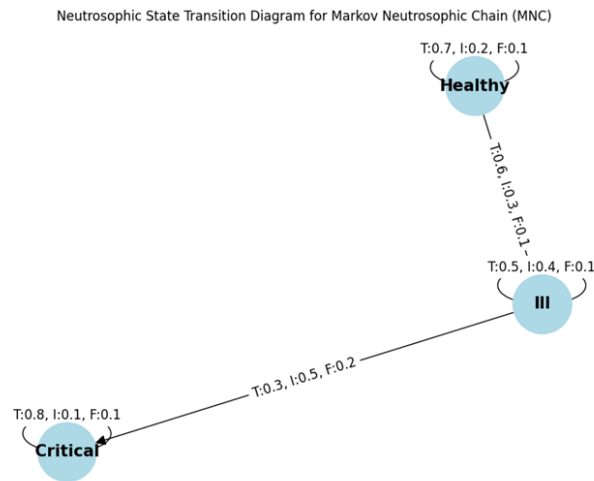 Neutrosophic State Transition Diagram for Markov Neutrosophic Chain (MNC)
T:0.7, I:0.2, F:0.1
Healthy
T:0.6, I:0.3, F:0.1
T:0.5, I:0.4, F:0.1
Ill
T:0.3, I:0.5, F:0.2
T:0.8, I:0.1, F:0.1
Critical